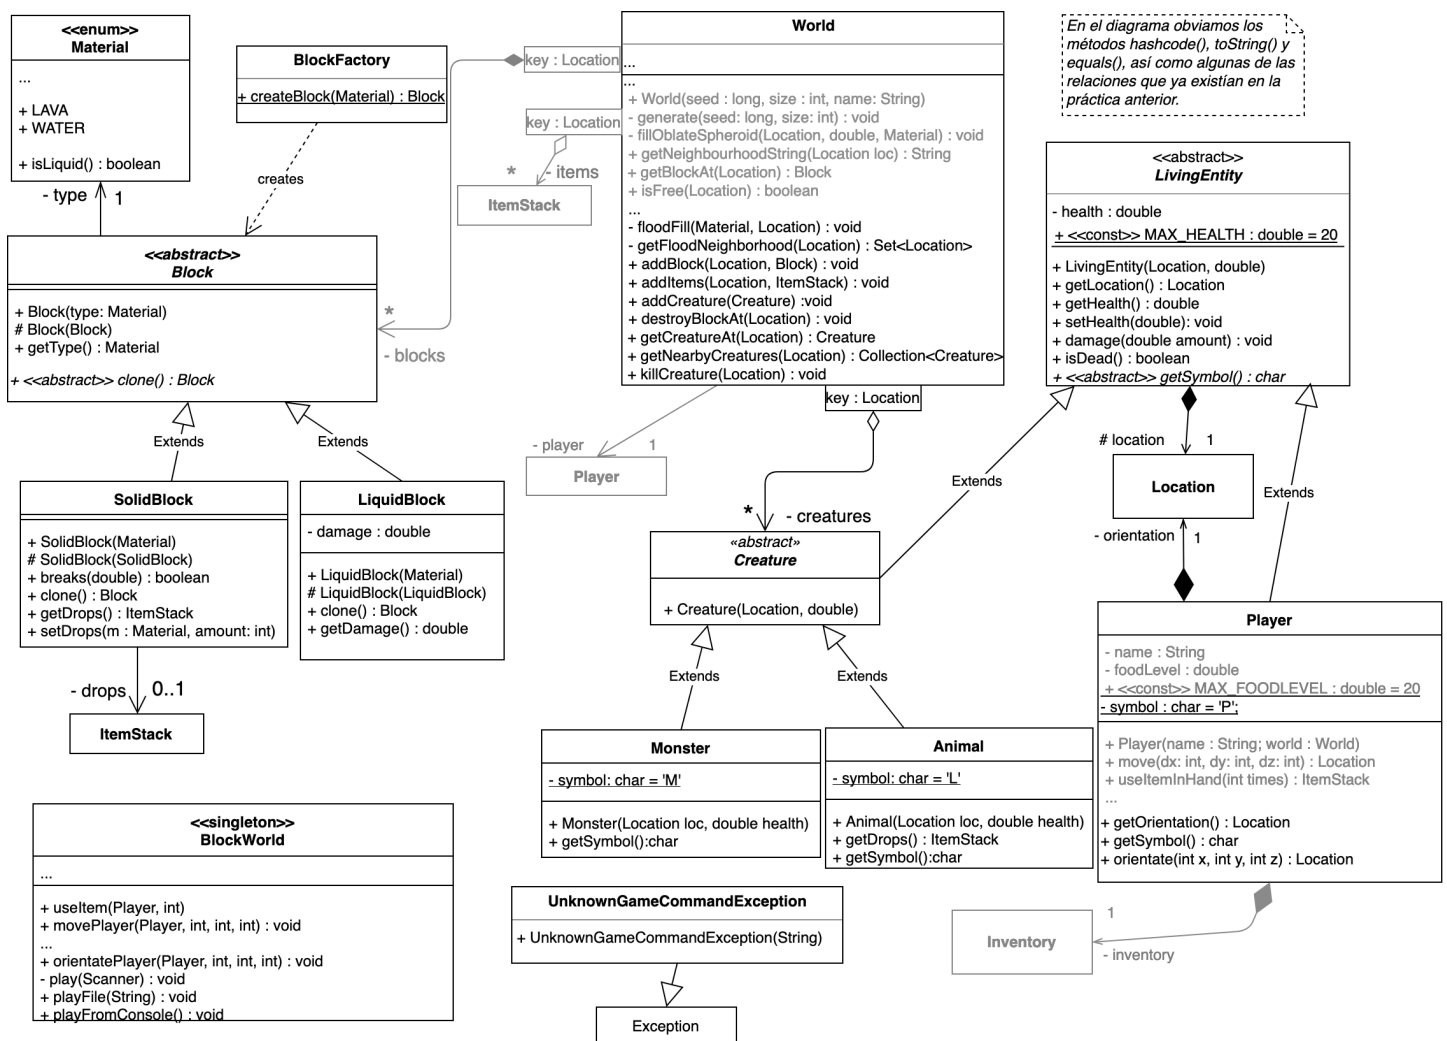 <<enum>>
Material
...
+ LAVA
+ WATER
+ isLiquid() : boolean
- type
1
BlockFactory
+ createBlock(Material) : Block
creates
<<abstract>>
Block
+ Block(type: Material)
# Block(Block)
+ getType() : Material
+ <<abstract>> clone() : Block
*
- blocks
Extends
Extends
SolidBlock
+ SolidBlock(Material)
# SolidBlock(SolidBlock)
+ breaks(double) : boolean
+ clone() : Block
+ getDrops() : ItemStack
+ setDrops(m : Material, amount: int)
- drops
0..1
ItemStack
LiquidBlock
- damage : double
+ LiquidBlock(Material)
# LiquidBlock(LiquidBlock)
+ clone() : Block
+ getDamage() : double
<<singleton>>
BlockWorld
...
+ useItem(Player, int)
+ movePlayer(Player, int, int, int) : void
...
+ orientatePlayer(Player, int, int, int) : void
- play(Scanner) : void
+ playFile(String) : void
+ playFromConsole() : void
key : Location
key : Location
*
- items
ItemStack
World
...
...
+ World(seed : long, size : int, name: String)
- generate(seed: long, size: int) : void
- fillOblateSpheroid(Location, double, Material) : void
+ getNeighbourhoodString(Location loc) : String
+ getBlockAt(Location) : Block
+ isFree(Location) : boolean
...
- floodFill(Material, Location) : void
- getFloodNeighborhood(Location) : Set<Location>
+ addBlock(Location, Block) : void
+ addItems(Location, ItemStack) : void
+ addCreature(Creature) :void
+ destroyBlockAt(Location) : void
+ getCreatureAt(Location) : Creature
+ getNearbyCreatures(Location) : Collection<Creature>
+ killCreature(Location) : void
key : Location
- player
1
Player
*
- creatures
«abstract»
Creature
+ Creature(Location, double)
Extends
Extends
Extends
Monster
- symbol: char = 'M'
+ Monster(Location loc, double health)
+ getSymbol():char
Animal
- symbol: char = 'L'
+ Animal(Location loc, double health)
+ getDrops() : ItemStack
+ getSymbol():char
UnknownGameCommandException
+ UnknownGameCommandException(String)
Exception
En el diagrama obviamos los
métodos hashcode(), toString() y
equals(), así como algunas de las
relaciones que ya existían en la
práctica anterior.
<<abstract>>
LivingEntity
- health : double
+ <<const>> MAX_HEALTH : double = 20
+ LivingEntity(Location, double)
+ getLocation() : Location
+ getHealth() : double
+ setHealth(double): void
+ damage(double amount) : void
+ isDead() : boolean
+ <<abstract>> getSymbol() : char
# location
1
Location
Extends
- orientation
1
Player
- name : String
- foodLevel : double
+ <<const>> MAX_FOODLEVEL : double = 20
- symbol : char = 'P';
+ Player(name : String; world : World)
+ move(dx: int, dy: int, dz: int) : Location
+ useItemInHand(int times) : ItemStack
...
+ getOrientation() : Location
+ getSymbol() : char
+ orientate(int x, int y, int z) : Location
1
- inventory
Inventory